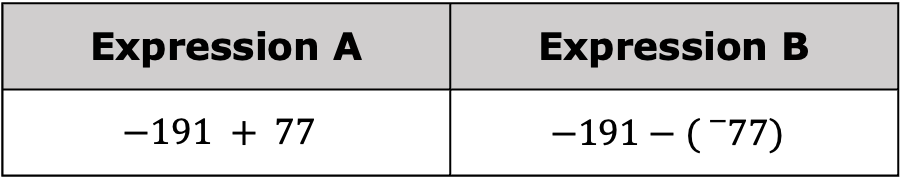 Expression A Expression B
−191 + 77 −191 − ( ⁻77)